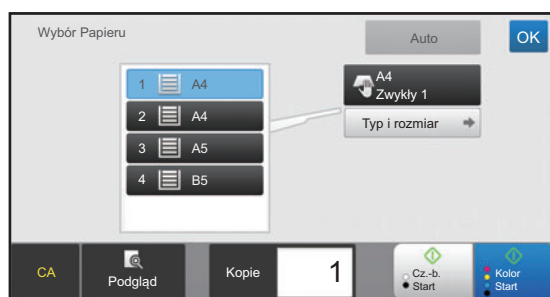 Wybór Papieru
Auto
OK
1 A4
2 A4
3 A5
4 B5
A4
Zwykły 1
Typ i rozmiar
CA
Podgląd
Kopie
1
Cz.-b.
Start
Kolor
Start